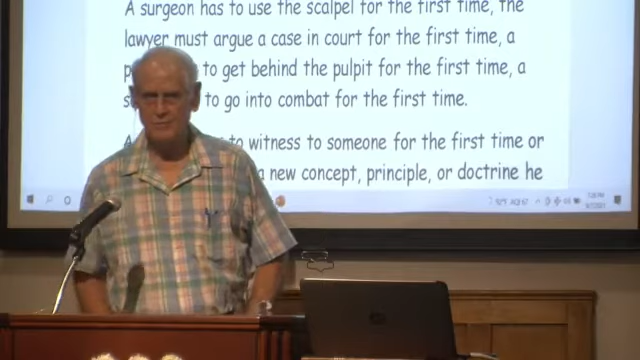 A surgeon has to use the scalpel for the first time, the
lawyer must argue a case in court for the first time, a
to get behind the pulpit for the first time, a
to go into combat for the first time.
to witness to someone for the first time or
a new concept, principle, or doctrine he